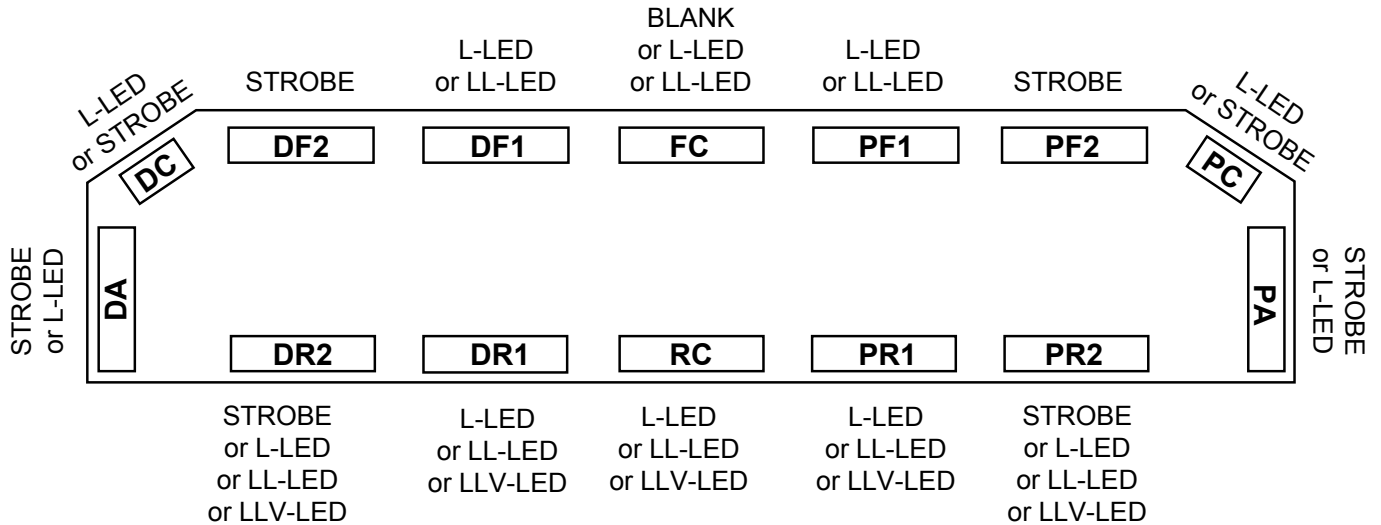 BLANK
or L-LED
or LL-LED
L-LED
or LL-LED
L-LED
or LL-LED
STROBE
STROBE
L-LED
or STROBE
L-LED
or STROBE
DC
DF2
DF1
FC
PF1
PF2
PC
STROBE
or L-LED
DA
PA
STROBE
or L-LED
DR2
DR1
RC
PR1
PR2
STROBE
or L-LED
or LL-LED
or LLV-LED
L-LED
or LL-LED
or LLV-LED
L-LED
or LL-LED
or LLV-LED
L-LED
or LL-LED
or LLV-LED
STROBE
or L-LED
or LL-LED
or LLV-LED